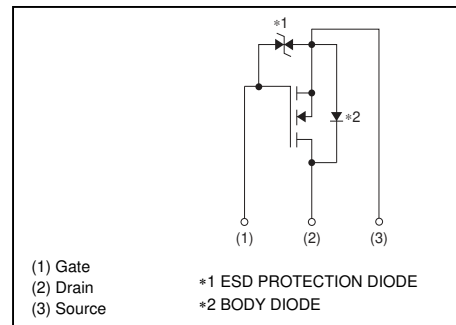 ∗1
∗2
(1) (2) (3)
(1) Gate
(2) Drain
(3) Source
∗1 ESD PROTECTION DIODE
∗2 BODY DIODE